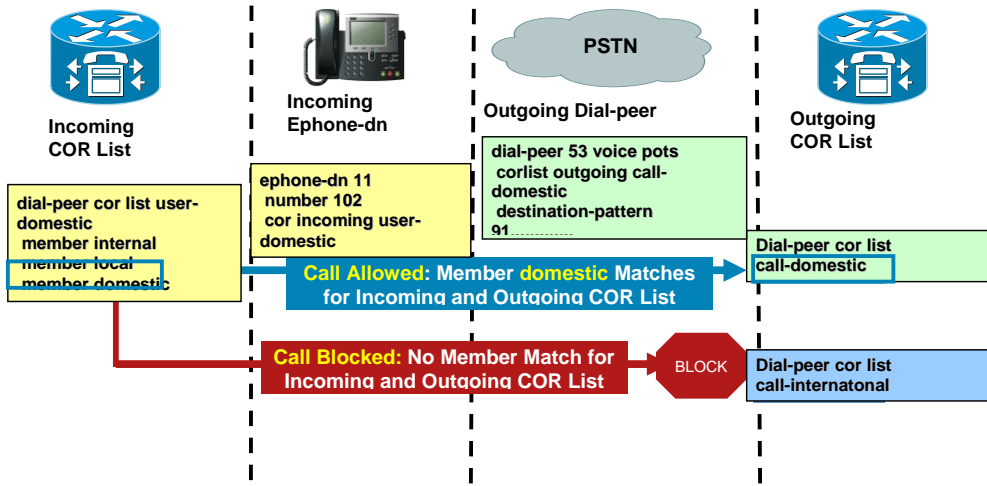 PSTN
Incoming
COR List
Incoming
Ephone-dn
Outgoing Dial-peer
Outgoing
COR List
dial-peer cor list user-
domestic
member internal
member local
member domestic
ephone-dn 11
number 102
cor incoming user-
domestic
dial-peer 53 voice pots
corlist outgoing call-
domestic
destination-pattern
91.............
Dial-peer cor list
call-domestic
Call Allowed: Member domestic Matches
for Incoming and Outgoing COR List
Call Blocked: No Member Match for
Incoming and Outgoing COR List
BLOCK
Dial-peer cor list
call-internatonal